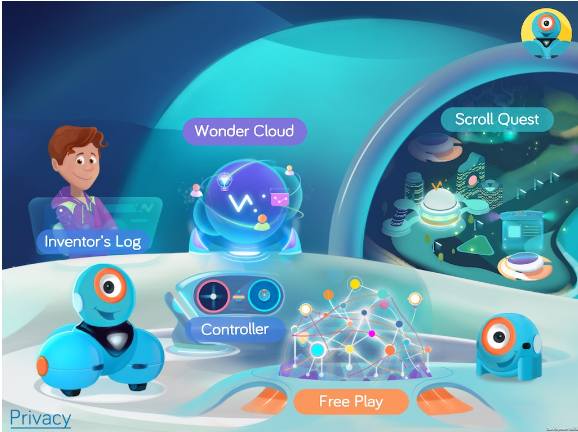 Wonder Cloud
Scroll Quest
Inventor's Log
Controller
Free Play
Privacy